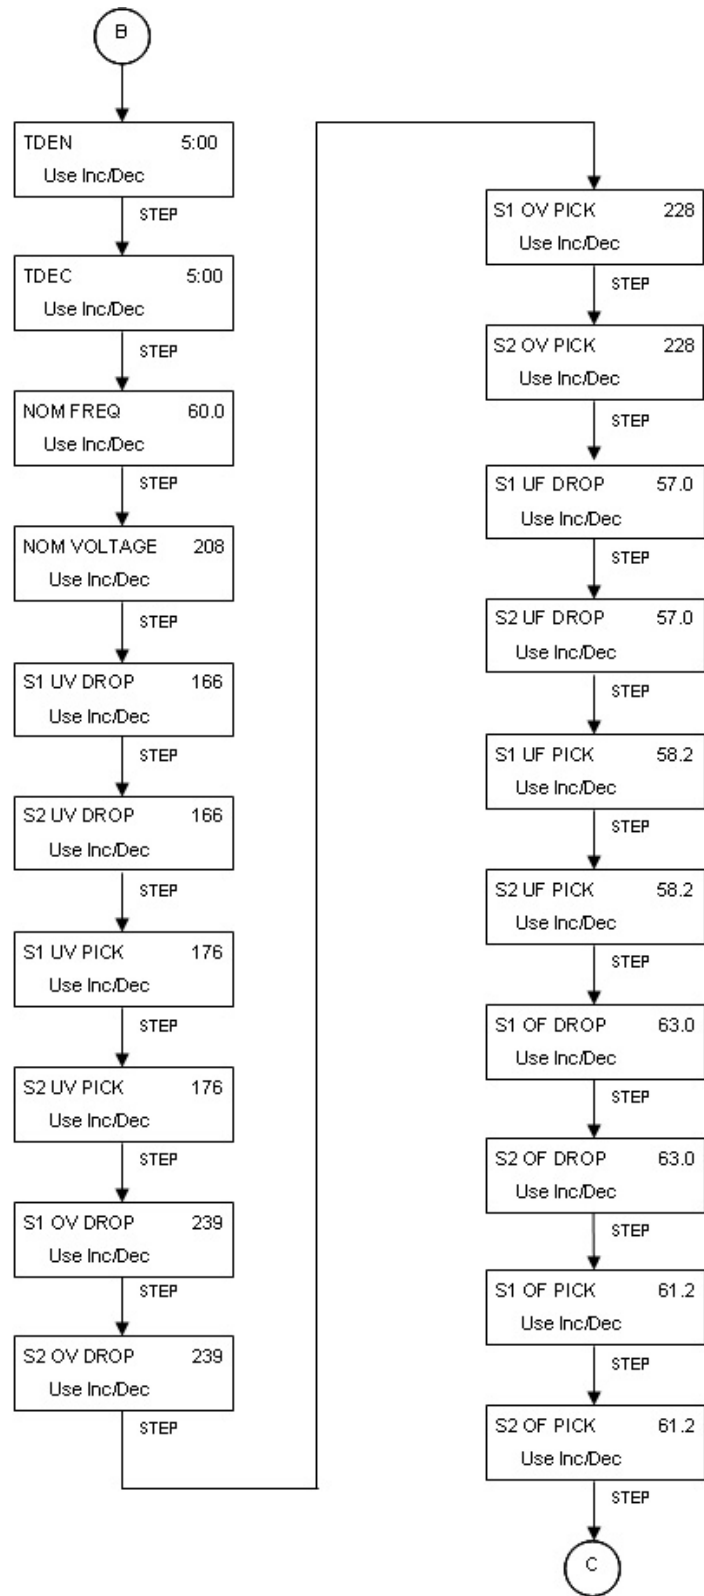 B
TDEN 5:00
Use Inc/Dec
STEP
TDEC 5:00
Use Inc/Dec
STEP
NOM FREQ 60.0
Use Inc/Dec
STEP
NOM VOLTAGE 208
Use Inc/Dec
STEP
S1 UV DROP 166
Use Inc/Dec
STEP
S2 UV DROP 166
Use Inc/Dec
STEP
S1 UV PICK 176
Use Inc/Dec
STEP
S2 UV PICK 176
Use Inc/Dec
STEP
S1 OV DROP 239
Use Inc/Dec
STEP
S2 OV DROP 239
Use Inc/Dec
STEP
S1 OV PICK 228
Use Inc/Dec
STEP
S2 OV PICK 228
Use Inc/Dec
STEP
S1 UF DROP 57.0
Use Inc/Dec
STEP
S2 UF DROP 57.0
Use Inc/Dec
STEP
S1 UF PICK 58.2
Use Inc/Dec
STEP
S2 UF PICK 58.2
Use Inc/Dec
STEP
S1 OF DROP 63.0
Use Inc/Dec
STEP
S2 OF DROP 63.0
Use Inc/Dec
STEP
S1 OF PICK 61.2
Use Inc/Dec
STEP
S2 OF PICK 61.2
Use Inc/Dec
STEP
C